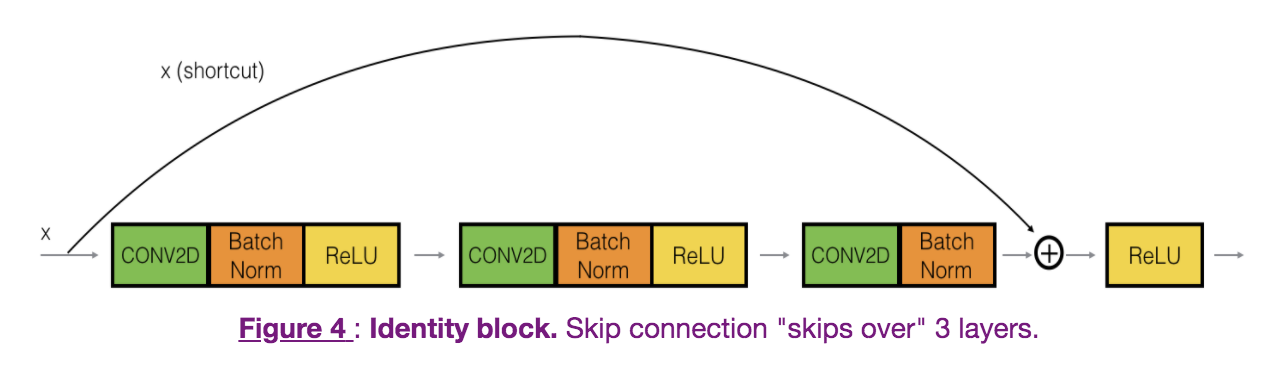 x (shortcut)
x
CONV2D
Batch
Norm
ReLU
CONV2D
Batch
Norm
ReLU
CONV2D
Batch
Norm
ReLU
Figure 4 : Identity block. Skip connection "skips over" 3 layers.